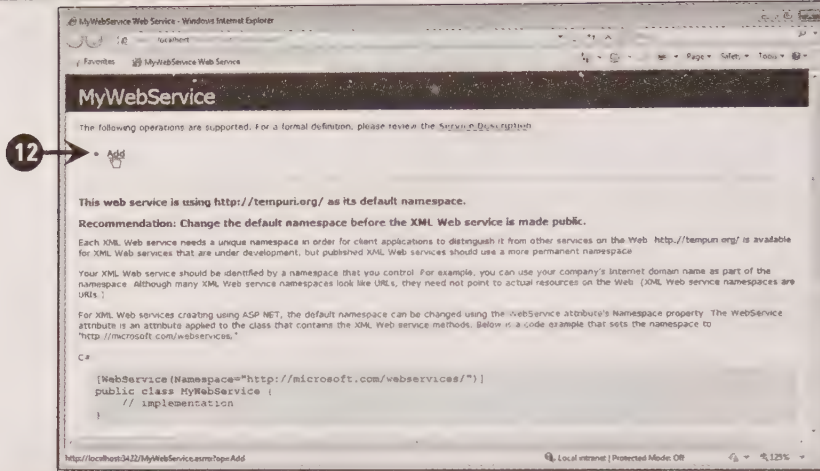 MyWebService Web Service - Windows Internet Explorer
localhost
Favorites MyWebService Web Service
Page Safety Tools
MyWebService
The following operations are supported. For a formal definition, please review the Service Description
12
• Add
This web service is using http://tempuri.org/ as its default namespace.
Recommendation: Change the default namespace before the XML Web service is made public.
Each XML Web service needs a unique namespace in order for client applications to distinguish it from other services on the Web http://tempuri org/ is available
for XML Web services that are under development, but published XML Web services should use a more permanent namespace
Your XML Web service should be identified by a namespace that you control For example, you can use your company's Internet domain name as part of the
namespace Although many XML Web service namespaces look like URLs, they need not point to actual resources on the Web (XML Web service namespaces are
URIs )
For XML Web services creating using ASP NET, the default namespace can be changed using the WebService attribute's Namespace property The WebService
attribute is an attribute applied to the class that contains the XML Web service methods. Below is a code example that sets the namespace to
"http //microsoft com/webservices."
C#
[WebService(Namespace="http://microsoft.com/webservices/")]
public class MyWebService {
// implementation
}
http://localhost:3422/MyWebService.asmx?op=Add
Local intranet | Protected Mode: Off
125%